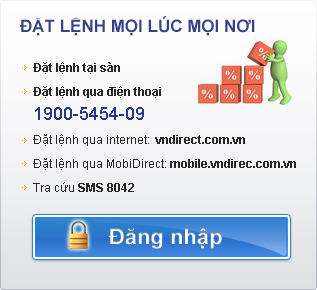 ĐẶT LỆNH MỌI LÚC MỌI NƠI
Đặt lệnh tại sàn
Đặt lệnh qua điện thoại
1900-5454-09
Đặt lệnh qua internet: vndirect.com.vn
Đặt lệnh qua MobiDirect: mobile.vndirec.com.vn
Tra cứu SMS 8042
Đăng nhập
%
% %
% % %